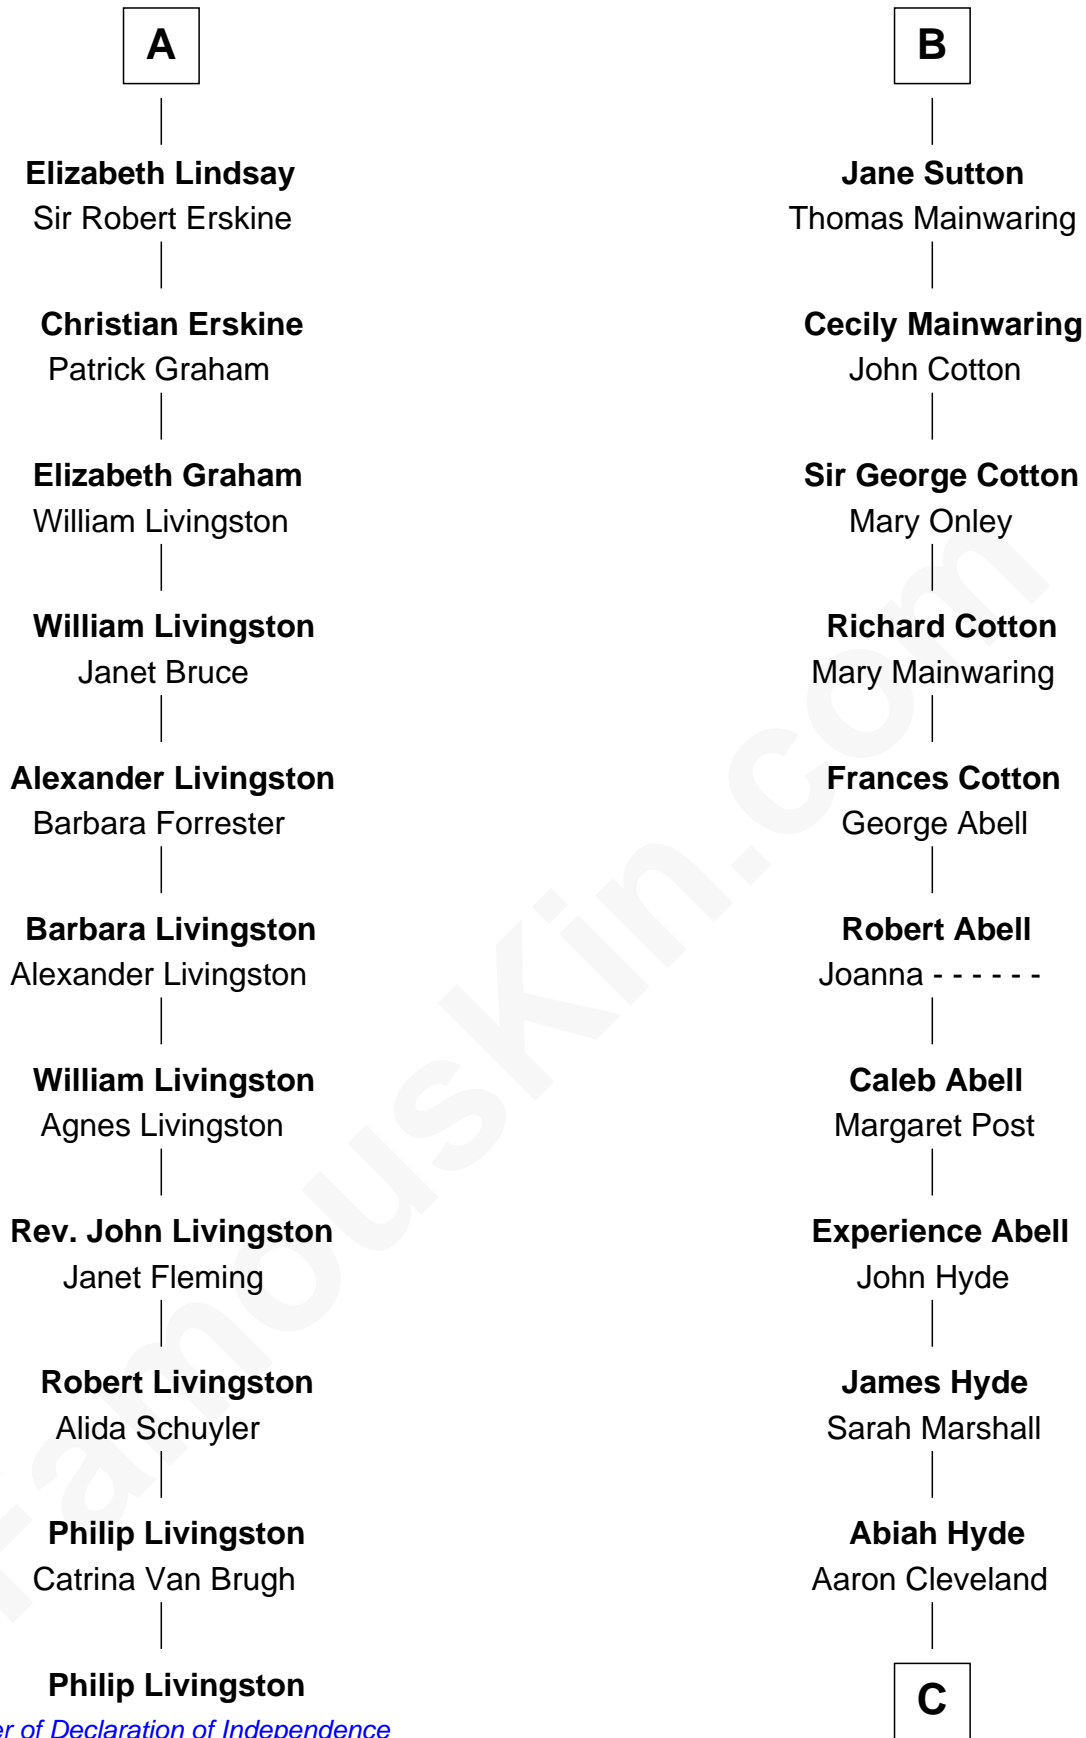 A
Elizabeth Lindsay
Sir Robert Erskine
Christian Erskine
Patrick Graham
Elizabeth Graham
William Livingston
William Livingston
Janet Bruce
Alexander Livingston
Barbara Forrester
Barbara Livingston
Alexander Livingston
William Livingston
Agnes Livingston
Rev. John Livingston
Janet Fleming
Robert Livingston
Alida Schuyler
Philip Livingston
Catrina Van Brugh
Philip Livingston
er of Declaration of Independence
B
Jane Sutton
Thomas Mainwaring
Cecily Mainwaring
John Cotton
Sir George Cotton
Mary Onley
Richard Cotton
Mary Mainwaring
Frances Cotton
George Abell
Robert Abell
Joanna - - - - - -
Caleb Abell
Margaret Post
Experience Abell
John Hyde
James Hyde
Sarah Marshall
Abiah Hyde
Aaron Cleveland
C
FamousKin.com